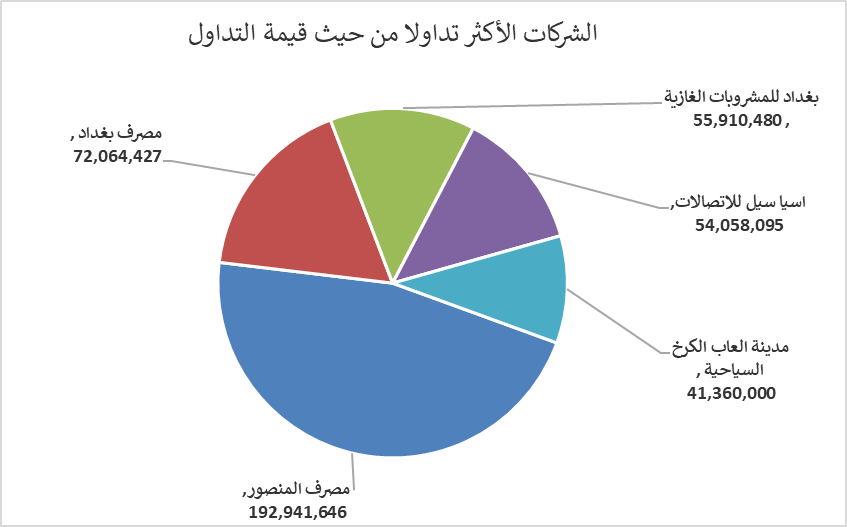 الشركات الأكثر تداولا من حيث قيمة التداول
بغداد للمشروبات الغازية
, 55,910,480
مصرف بغداد ,
72,064,427
اسيا سيل للاتصالات,
54,058,095
مدينة العاب الكرخ
السياحية ,
41,360,000
مصرف المنصور,
192,941,646